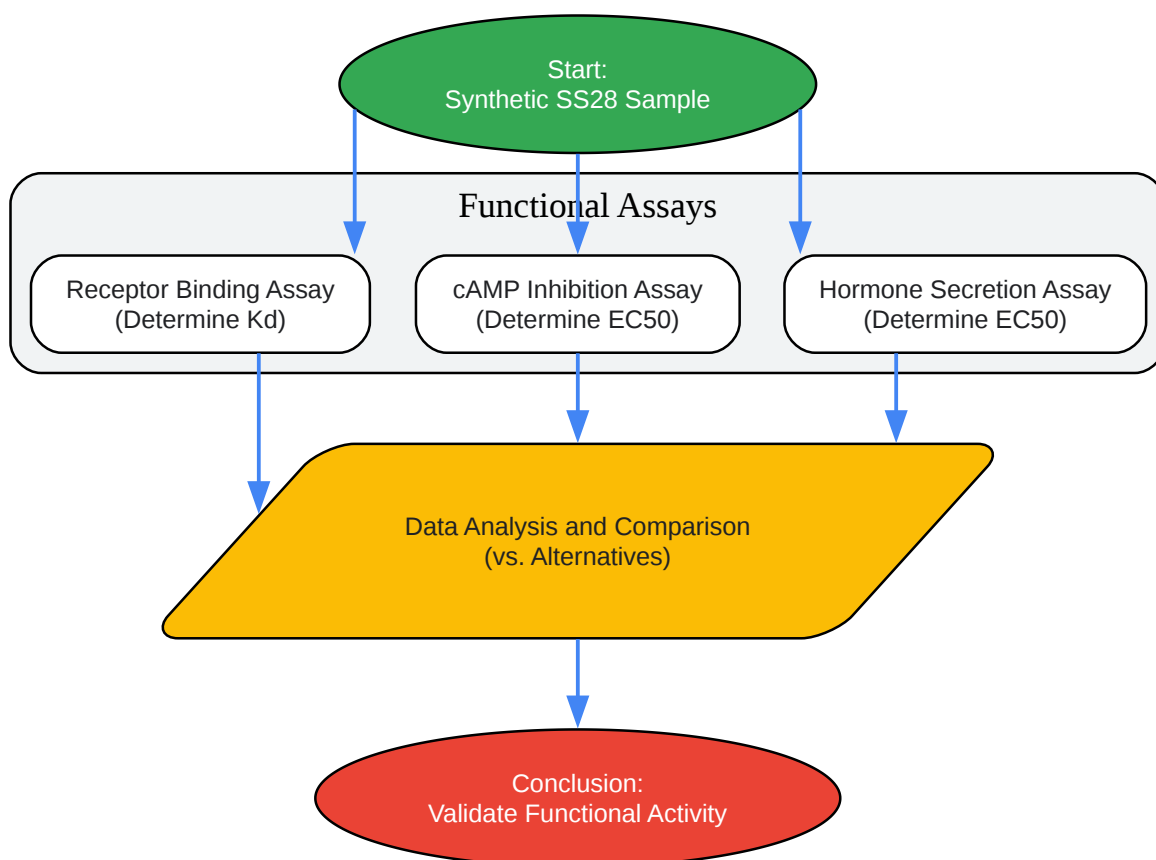 Start:
Synthetic SS28 Sample
Functional Assays
Receptor Binding Assay
(Determine Kd)
cAMP Inhibition Assay
(Determine EC50)
Hormone Secretion Assay
(Determine EC50)
Data Analysis and Comparison
(vs. Alternatives)
Conclusion:
Validate Functional Activity